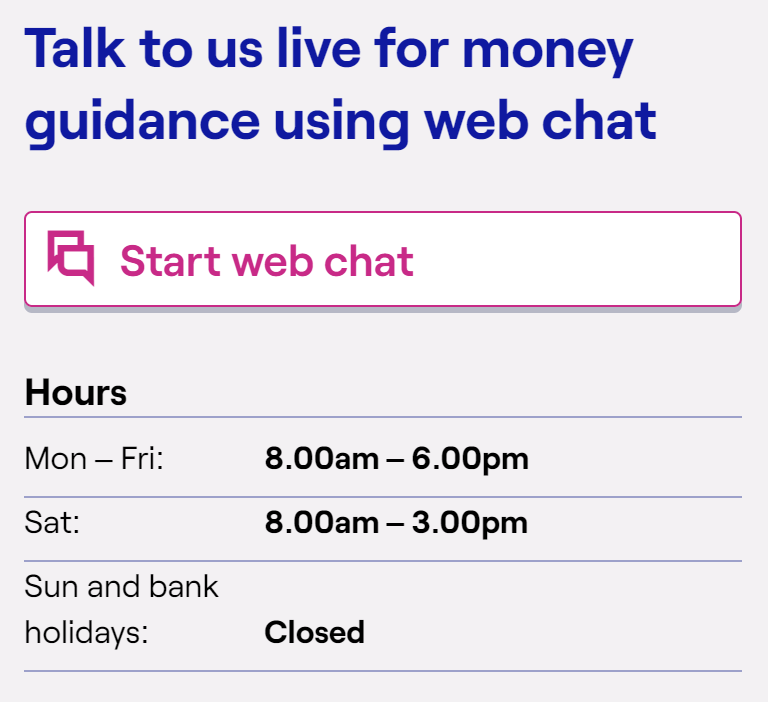 Talk to us live for money
guidance using web chat
Start web chat
Hours
Mon – Fri: 8.00am – 6.00pm
Sat: 8.00am – 3.00pm
Sun and bank
holidays: Closed